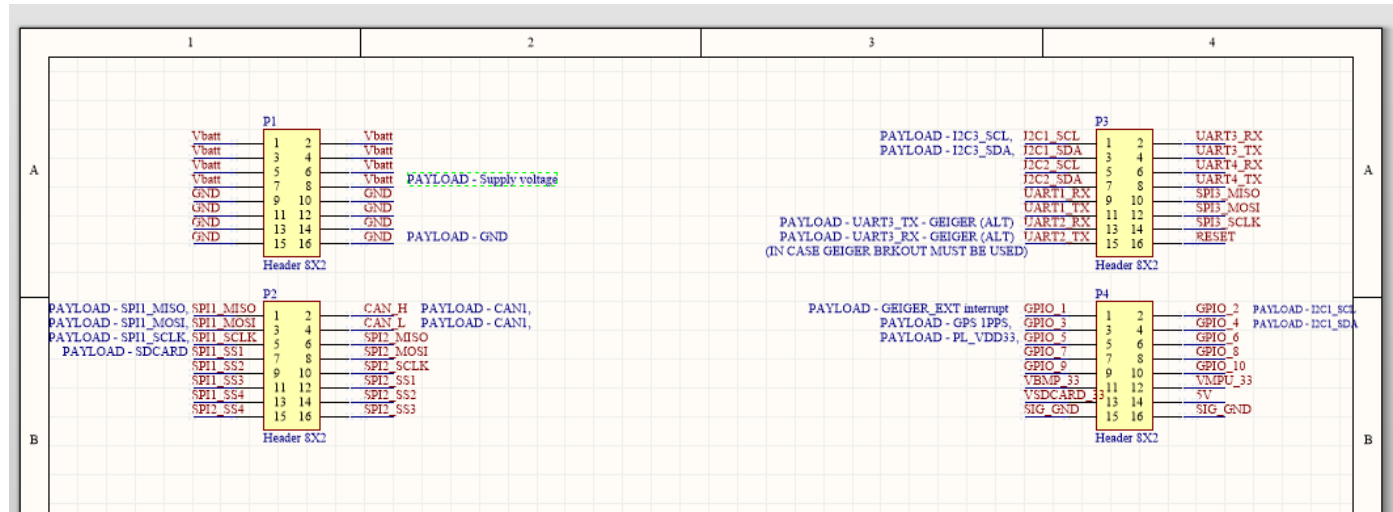 1 2 3 4
A A
P1
Vbatt 1 2 Vbatt
Vbatt 3 4 Vbatt
Vbatt 5 6 Vbatt
Vbatt 7 8 Vbatt PAYLOAD - Supply voltage
GND 9 10 GND
GND 11 12 GND
GND 13 14 GND
GND 15 16 GND PAYLOAD - GND
Header 8X2
P3
PAYLOAD - I2C3_SCL, I2C1_SCL 1 2 UART3_RX
PAYLOAD - I2C3_SDA, I2C1_SDA 3 4 UART3_TX
I2C2_SCL 5 6 UART4_RX
I2C2_SDA 7 8 UART4_TX
UART1_RX 9 10 SPI3_MISO
UART1_TX 11 12 SPI3_MOSI
PAYLOAD - UART3_TX - GEIGER (ALT) UART2_RX 13 14 SPI3_SCLK
PAYLOAD - UART3_RX - GEIGER (ALT) UART2_TX 15 16 RESET
(IN CASE GEIGER BRKOUT MUST BE USED)
Header 8X2
P2
PAYLOAD - SPI1_MISO, SPI1_MISO 1 2 CAN_H PAYLOAD - CAN1,
PAYLOAD - SPI1_MOSI, SPI1_MOSI 3 4 CAN_L PAYLOAD - CAN1,
PAYLOAD - SPI1_SCLK, SPI1_SCLK 5 6 SPI2_MISO
PAYLOAD - SDCARD SPI1_SS1 7 8 SPI2_MOSI
SPI1_SS2 9 10 SPI2_SCLK
SPI1_SS3 11 12 SPI2_SS1
SPI1_SS4 13 14 SPI2_SS2
SPI2_SS4 15 16 SPI2_SS3
Header 8X2
P4
PAYLOAD - GEIGER_EXT interrupt GPIO_1 1 2 GPIO_2 PAYLOAD - I2C1_SCL
PAYLOAD - GPS 1PPS, GPIO_3 3 4 GPIO_4 PAYLOAD - I2C1_SDA
PAYLOAD - PL_VDD33, GPIO_5 5 6 GPIO_6
GPIO_7 7 8 GPIO_8
GPIO_9 9 10 GPIO_10
VBMP_33 11 12 VMPU_33
VSDCARD_33 13 14 5V
SIG_GND 15 16 SIG_GND
Header 8X2
B B